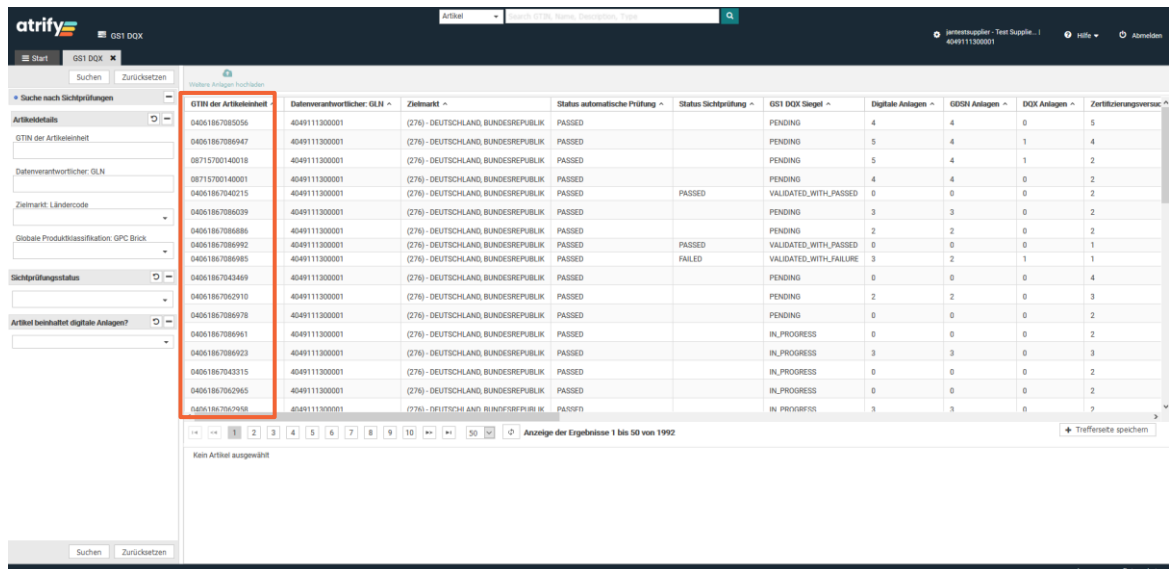 atrify
GS1 DQX
Artikel
Search GTIN, Name, Description, Type
jantextsupplier - Test Supplie... |
4049111300001
Hilfe
Abmelden
Start
GS1 DQX
Suchen Zurücksetzen
Weitere Anlagen hochladen
Suche nach Sichtprüfungen
Artikeldetails
GTIN der Artikeleinheit
Datenverantwortlicher: GLN
Zielmarkt: Ländercode
Globale Produktklassifikation: GPC Brick
Sichtprüfungsstatus
Artikel beinhaltet digitale Anlagen?
Suchen Zurücksetzen
GTIN der Artikeleinheit Datenverantwortlicher: GLN Zielmarkt Status automatische Prüfung Status Sichtprüfung GS1 DQX Siegel Digitale Anlagen GDSN Anlagen DQX Anlagen Zertifizierungsversuc
04061867085056 4049111300001 (276) - DEUTSCHLAND, BUNDESREPUBLIK PASSED PENDING 4 4 0 5
04061867086947 4049111300001 (276) - DEUTSCHLAND, BUNDESREPUBLIK PASSED PENDING 5 4 1 4
08715700140018 4049111300001 (276) - DEUTSCHLAND, BUNDESREPUBLIK PASSED PENDING 5 4 1 2
08715700140001 4049111300001 (276) - DEUTSCHLAND, BUNDESREPUBLIK PASSED PENDING 4 4 0 2
04061867040215 4049111300001 (276) - DEUTSCHLAND, BUNDESREPUBLIK PASSED PASSED VALIDATED_WITH_PASSED 0 0 0 2
04061867086039 4049111300001 (276) - DEUTSCHLAND, BUNDESREPUBLIK PASSED PENDING 3 3 0 2
04061867086886 4049111300001 (276) - DEUTSCHLAND, BUNDESREPUBLIK PASSED PENDING 2 2 0 2
04061867086992 4049111300001 (276) - DEUTSCHLAND, BUNDESREPUBLIK PASSED PASSED VALIDATED_WITH_PASSED 0 0 0 1
04061867086985 4049111300001 (276) - DEUTSCHLAND, BUNDESREPUBLIK PASSED FAILED VALIDATED_WITH_FAILURE 3 2 1 1
04061867043469 4049111300001 (276) - DEUTSCHLAND, BUNDESREPUBLIK PASSED PENDING 0 0 0 4
04061867062910 4049111300001 (276) - DEUTSCHLAND, BUNDESREPUBLIK PASSED PENDING 2 2 0 3
04061867086978 4049111300001 (276) - DEUTSCHLAND, BUNDESREPUBLIK PASSED PENDING 0 0 0 2
04061867086961 4049111300001 (276) - DEUTSCHLAND, BUNDESREPUBLIK PASSED IN_PROGRESS 0 0 0 2
04061867086923 4049111300001 (276) - DEUTSCHLAND, BUNDESREPUBLIK PASSED IN_PROGRESS 3 3 0 3
04061867043315 4049111300001 (276) - DEUTSCHLAND, BUNDESREPUBLIK PASSED IN_PROGRESS 0 0 0 2
04061867062965 4049111300001 (276) - DEUTSCHLAND, BUNDESREPUBLIK PASSED IN_PROGRESS 0 0 0 2
04061867062958 4049111300001 (276) - DEUTSCHLAND, BUNDESREPUBLIK PASSED IN_PROGRESS 3 3 0 2
1 2 3 4 5 6 7 8 9 10 50 Anzeige der Ergebnisse 1 bis 50 von 1992
Trefferseite speichern
Kein Artikel ausgewählt